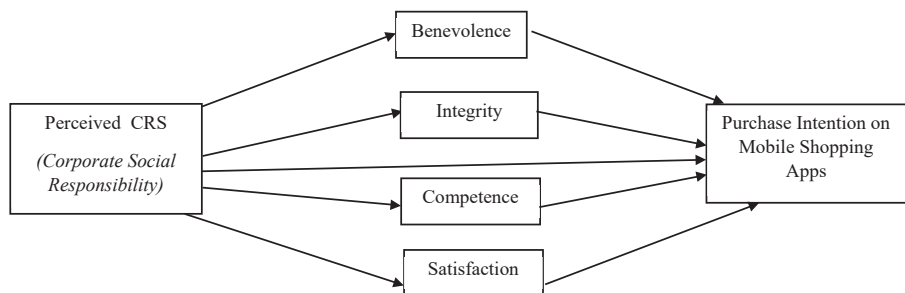 Benevolence
Perceived CRS
(Corporate Social
Responsibility)
Integrity
Competence
Satisfaction
Purchase Intention on
Mobile Shopping
Apps